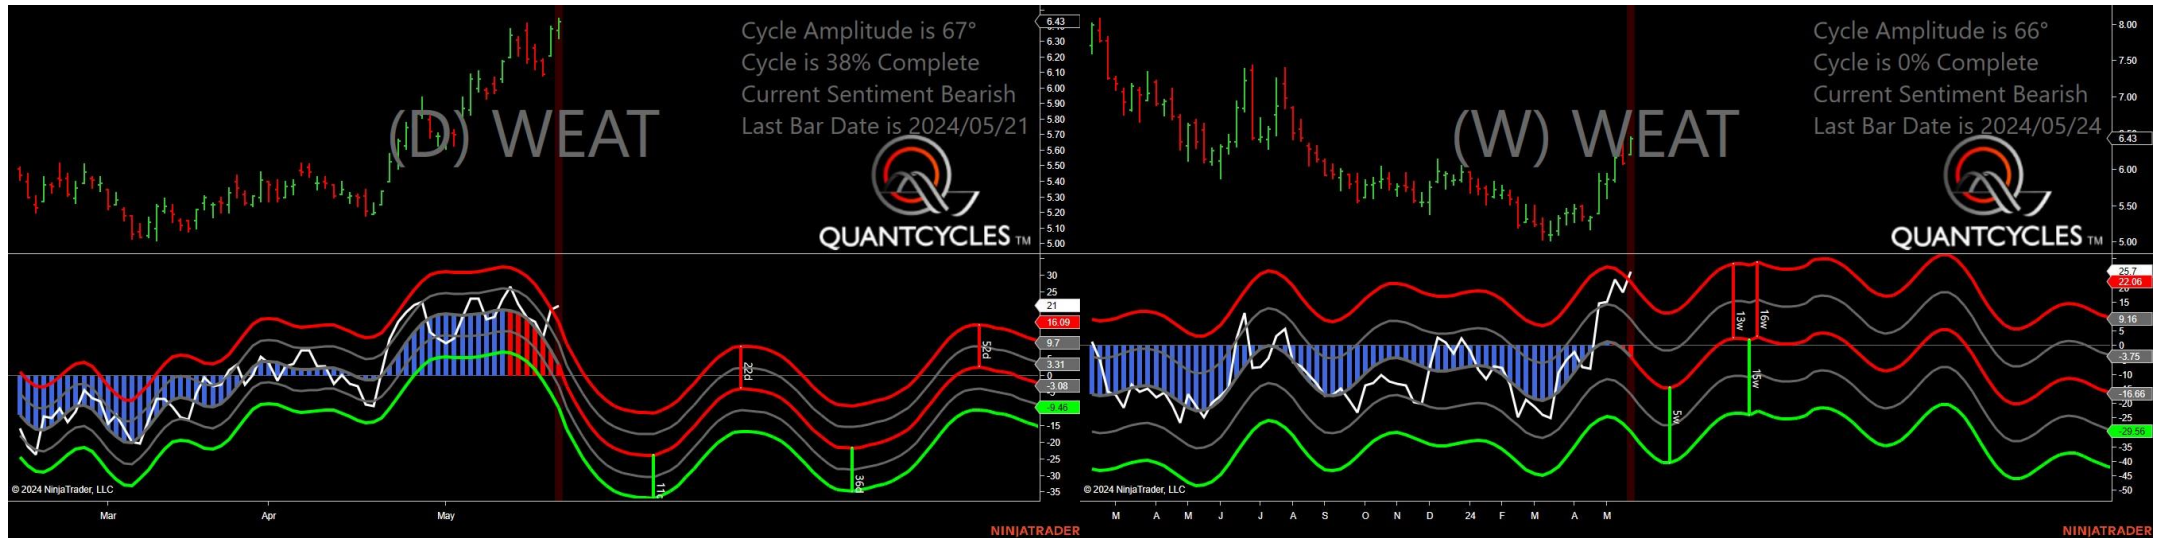 Cycle Amplitude is 67°
Cycle is 38% Complete
Current Sentiment Bearish
Last Bar Date is 2024/05/21
(D) WEAT
QUANTCYCLES TM
6.43
6.30
6.20
6.10
6.00
5.90
5.80
5.70
5.60
5.50
5.40
5.30
5.20
5.10
5.00
30
25
21
16.09
9.7
5
3.31
0
-3.08
-5
-9.46
-15
-20
-25
-30
-35
22d
52d
36d
© 2024 NinjaTrader, LLC
Mar
Apr
May
NINJATRADER
Cycle Amplitude is 66°
Cycle is 0% Complete
Current Sentiment Bearish
Last Bar Date is 2024/05/24
(W) WEAT
QUANTCYCLES TM
8.00
7.50
7.00
6.43
6.00
5.50
5.00
25.7
22.06
15
9.16
5
0
-3.75
-10
-16.66
-20
-25
-29.56
-35
-40
-45
-50
13w
16w
15w
5w
© 2024 NinjaTrader, LLC
M
A
M
J
J
A
S
O
N
D
24
F
M
A
M
NINJATRADER